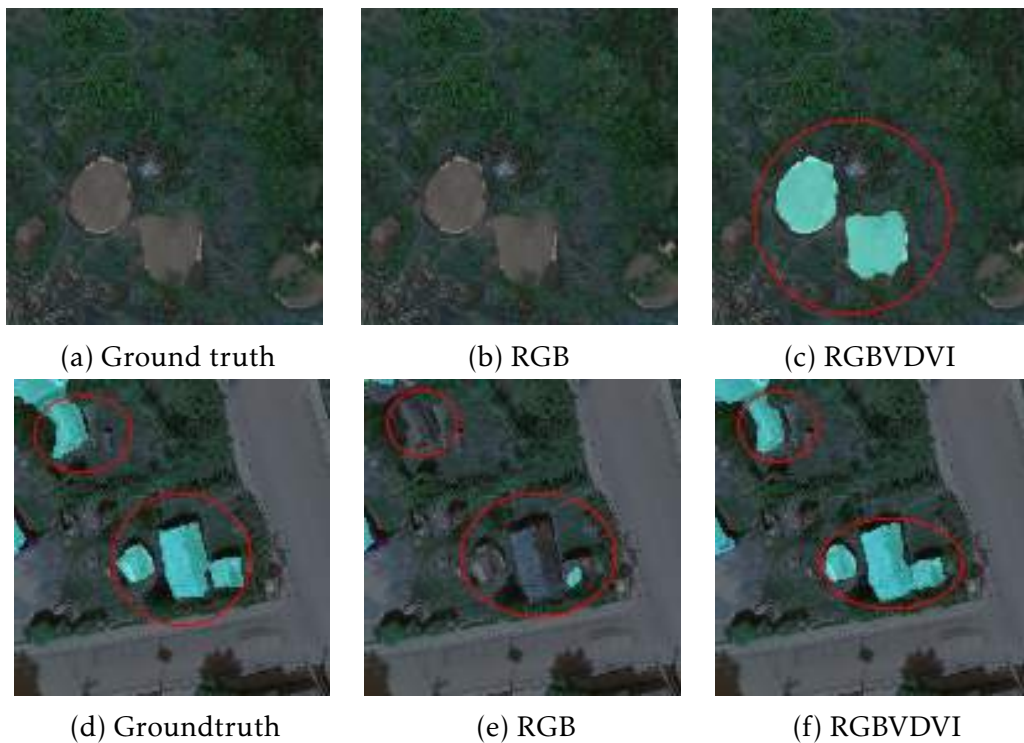 (a) Ground truth
(b) RGB
(c) RGBVDVI
(d) Groundtruth
(e) RGB
(f) RGBVDVI